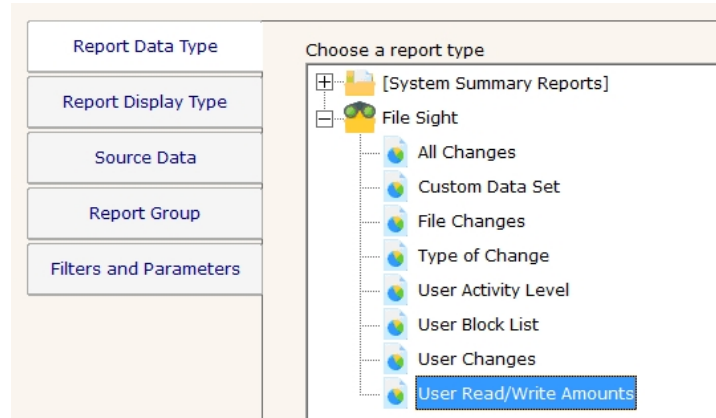 Report Data Type
Report Display Type
Source Data
Report Group
Filters and Parameters
Choose a report type
[System Summary Reports]
File Sight
All Changes
Custom Data Set
File Changes
Type of Change
User Activity Level
User Block List
User Changes
User Read/Write Amounts